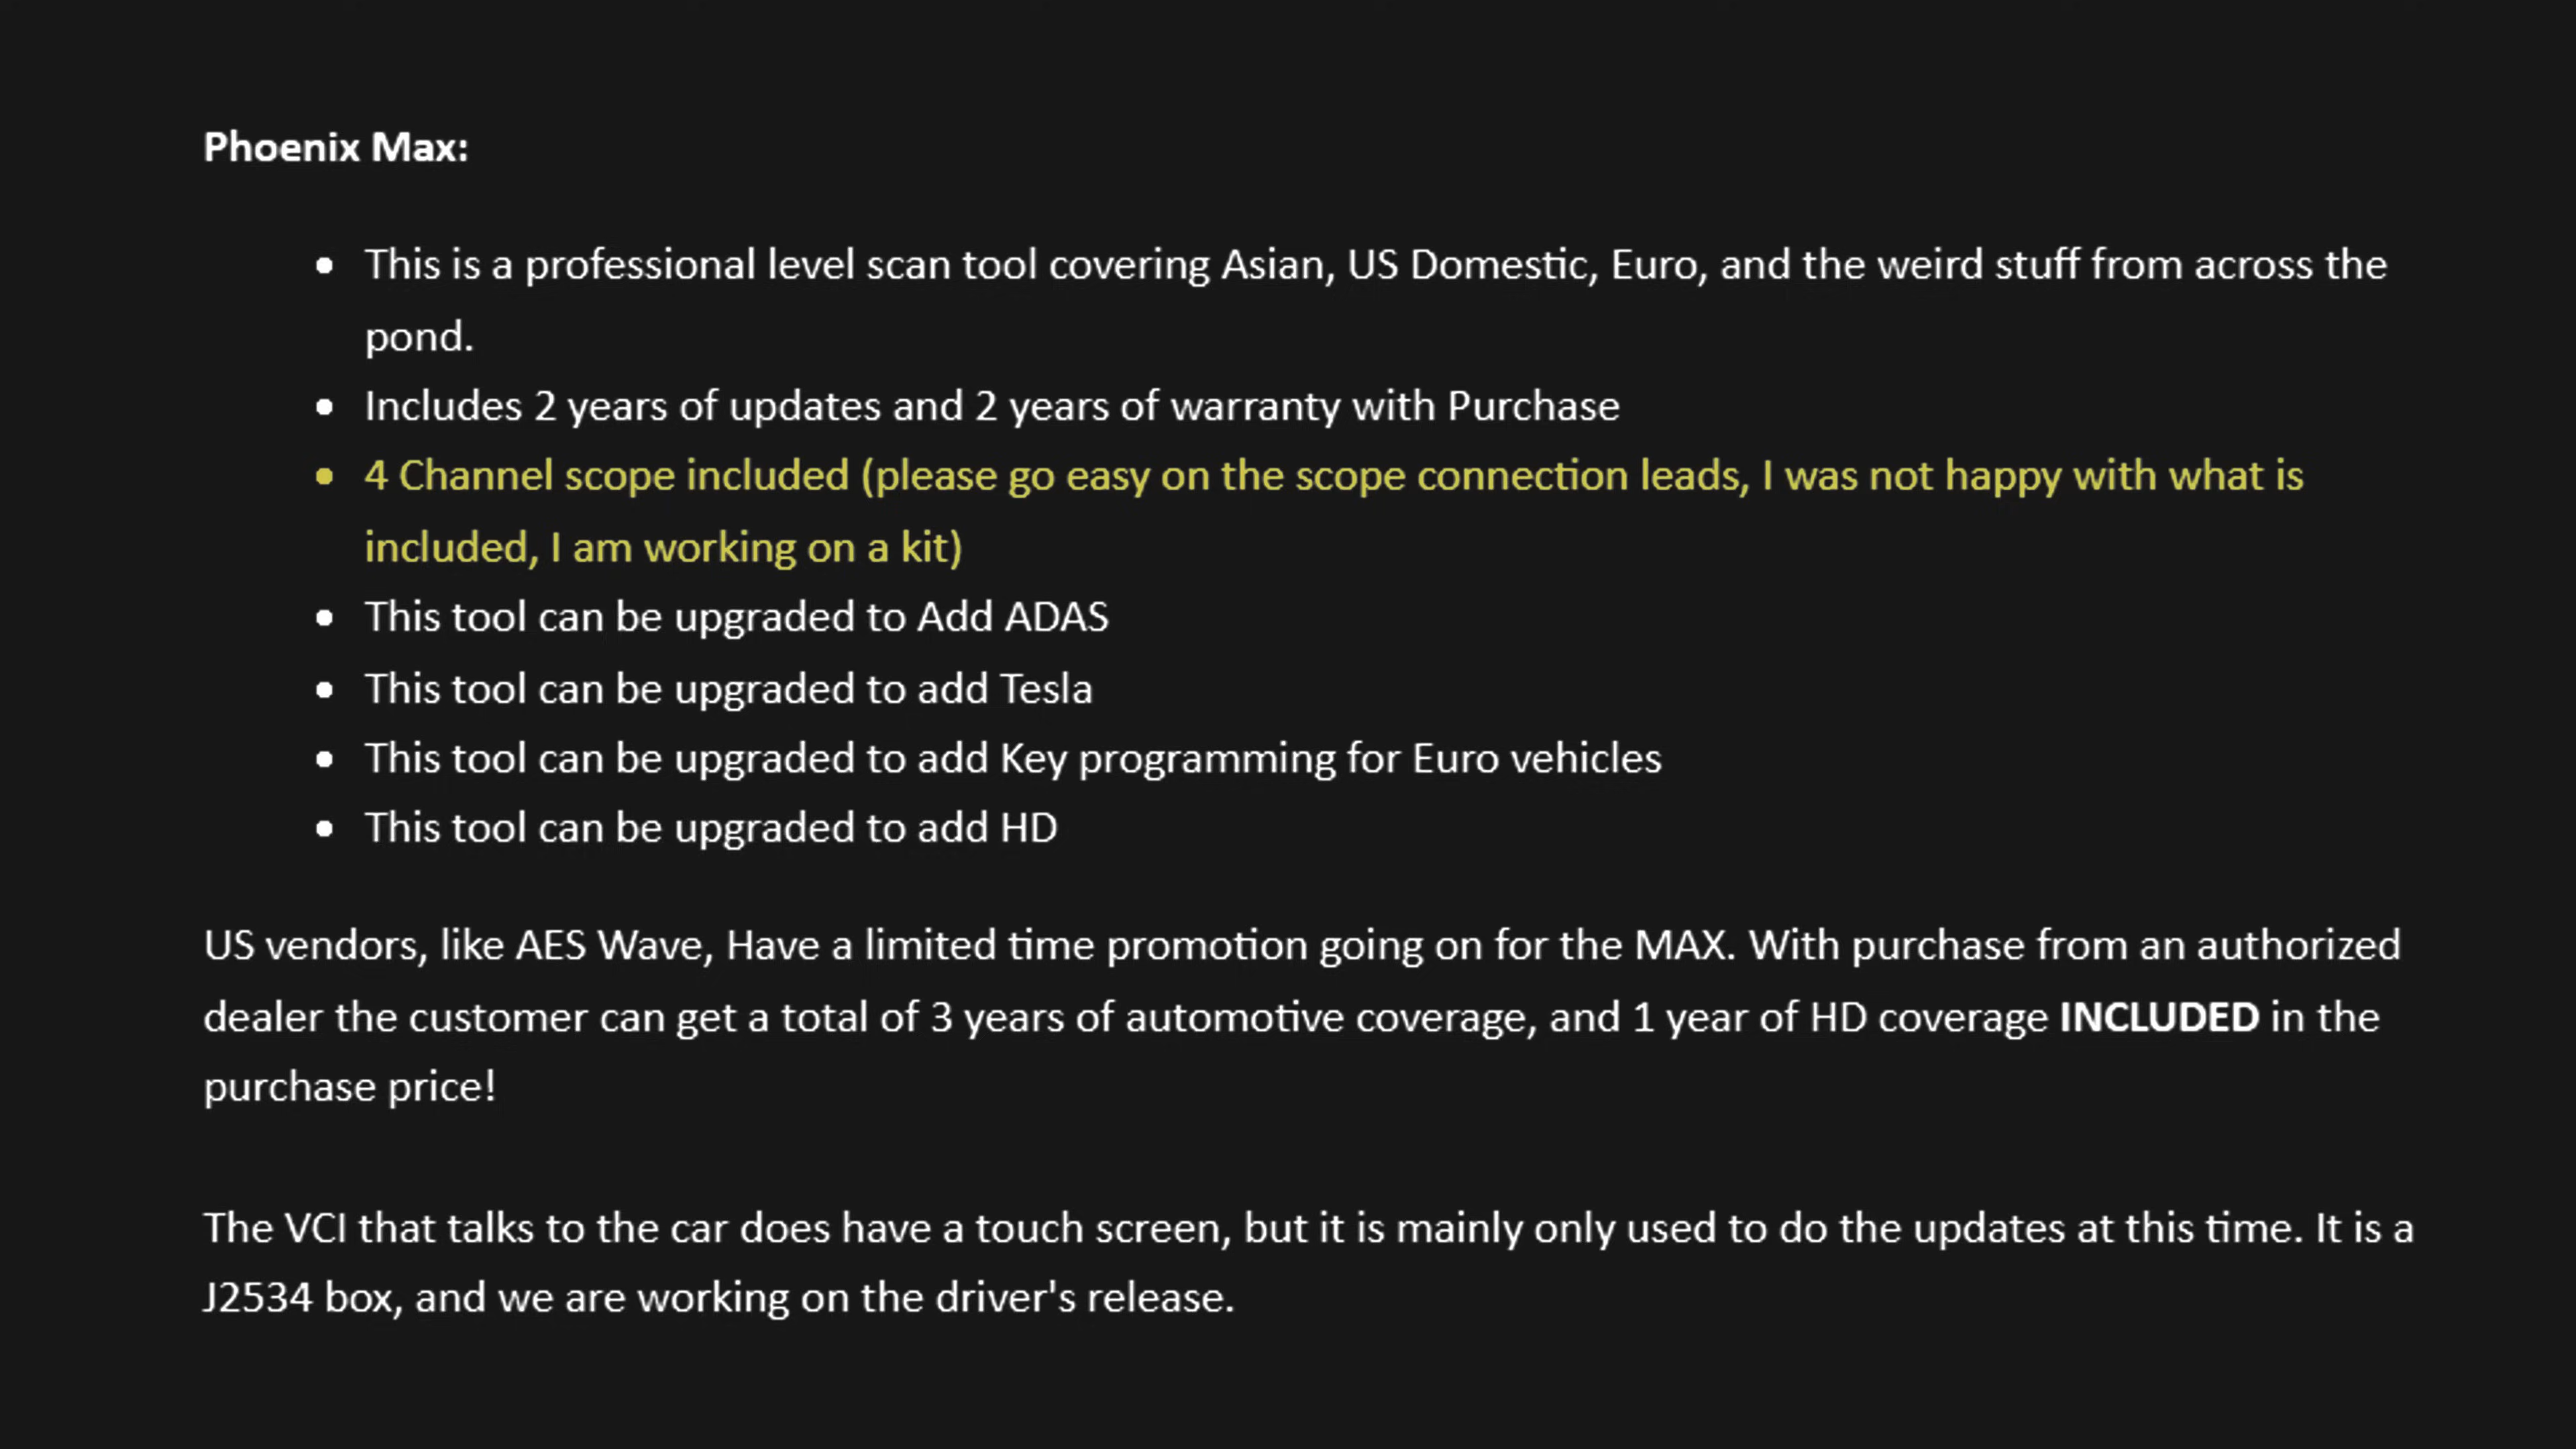 Phoenix Max:
• This is a professional level scan tool covering Asian, US Domestic, Euro, and the weird stuff from across the
pond.
• Includes 2 years of updates and 2 years of warranty with Purchase
• 4 Channel scope included (please go easy on the scope connection leads, I was not happy with what is
included, I am working on a kit)
• This tool can be upgraded to Add ADAS
• This tool can be upgraded to add Tesla
• This tool can be upgraded to add Key programming for Euro vehicles
• This tool can be upgraded to add HD
US vendors, like AES Wave, Have a limited time promotion going on for the MAX. With purchase from an authorized
dealer the customer can get a total of 3 years of automotive coverage, and 1 year of HD coverage INCLUDED in the
purchase price!
The VCI that talks to the car does have a touch screen, but it is mainly only used to do the updates at this time. It is a
J2534 box, and we are working on the driver's release.